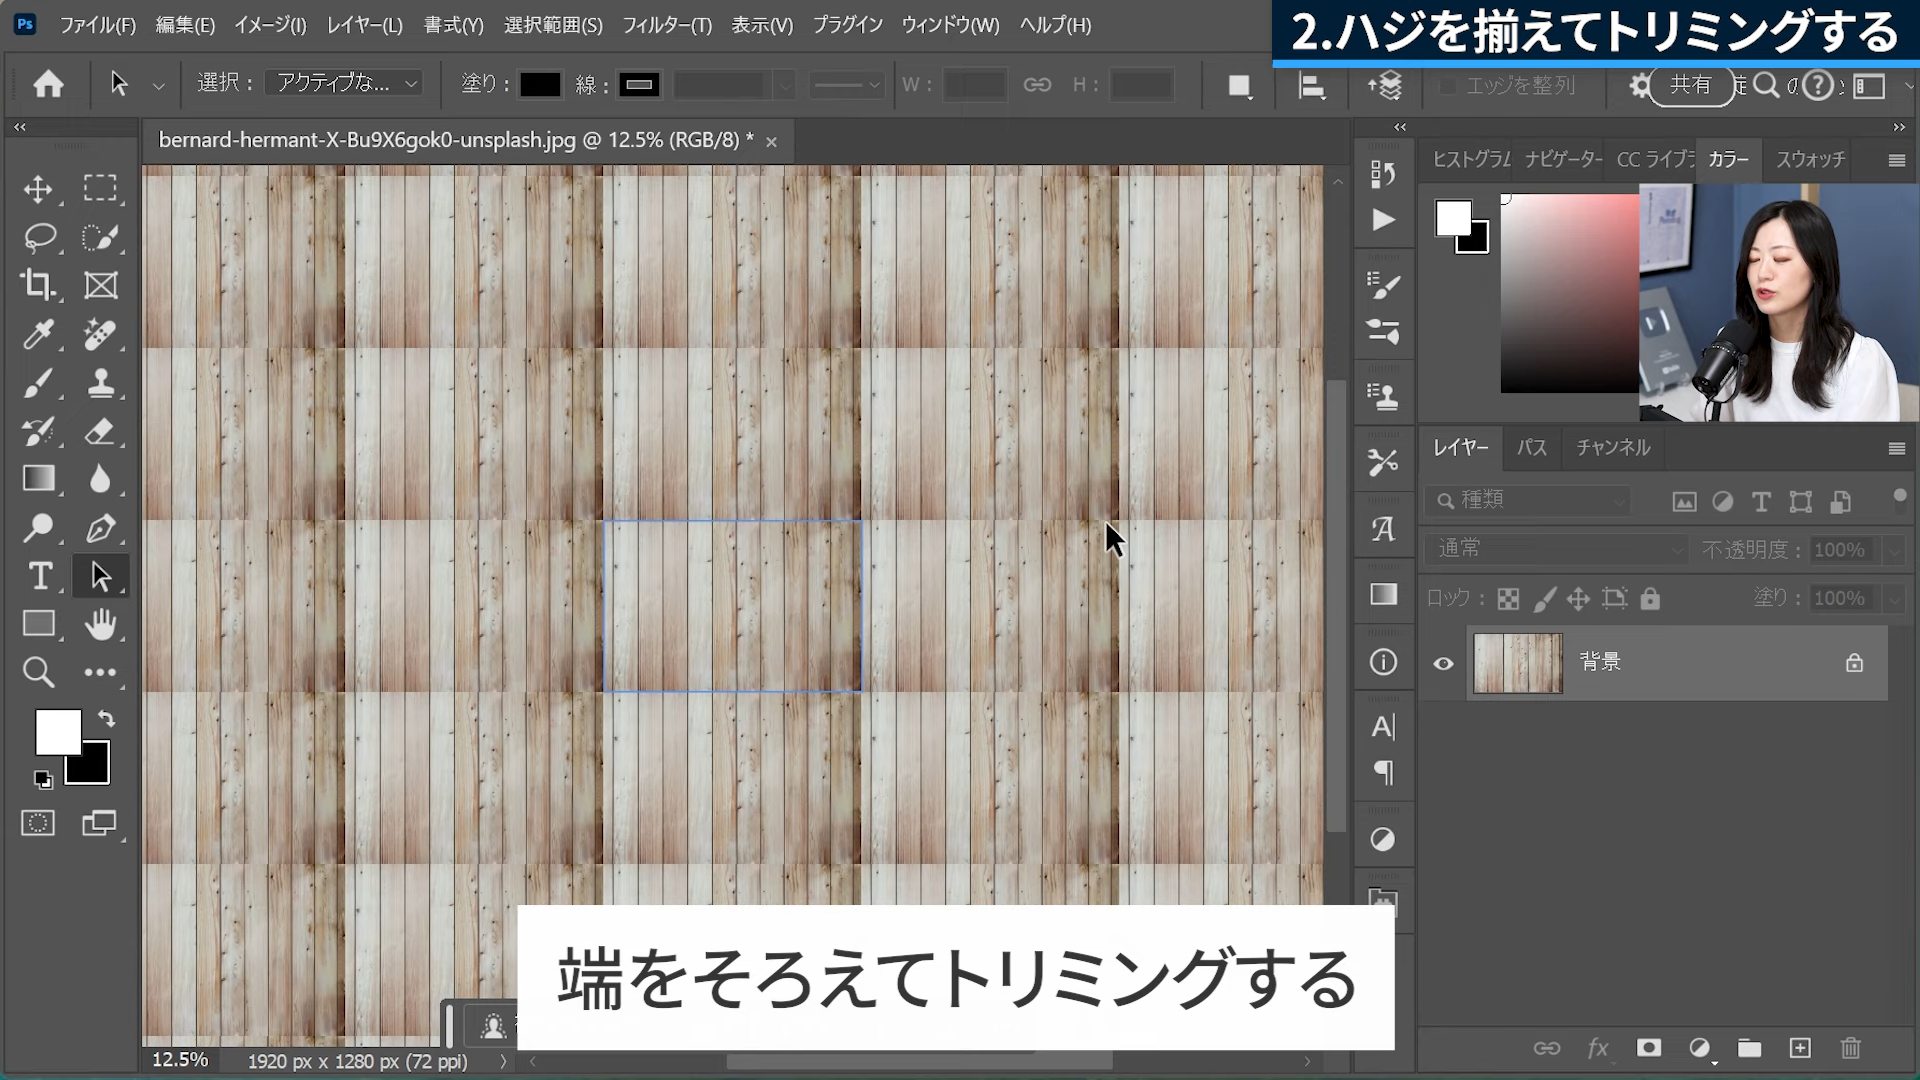 2.ハジを揃えてトリミングする
Ps ファイル(F) 編集(E) イメージ(I) レイヤー(L) 書式(Y) 選択範囲(S) フィルター(T) 表示(V) プラグイン ウィンドウ(W) ヘルプ(H)
選択: アクティブな... 塗り: 線: W: H: エッジを整列 共有
bernard-hermant-X-Bu9X6gok0-unsplash.jpg @ 12.5% (RGB/8) *
ヒストグラム ナビゲーター CC ライブラ カラー スウォッチ
レイヤー パス チャンネル
種類
通常 不透明度: 100%
ロック: 塗り: 100%
背景
端をそろえてトリミングする
12.5% 1920 px x 1280 px (72 ppi)